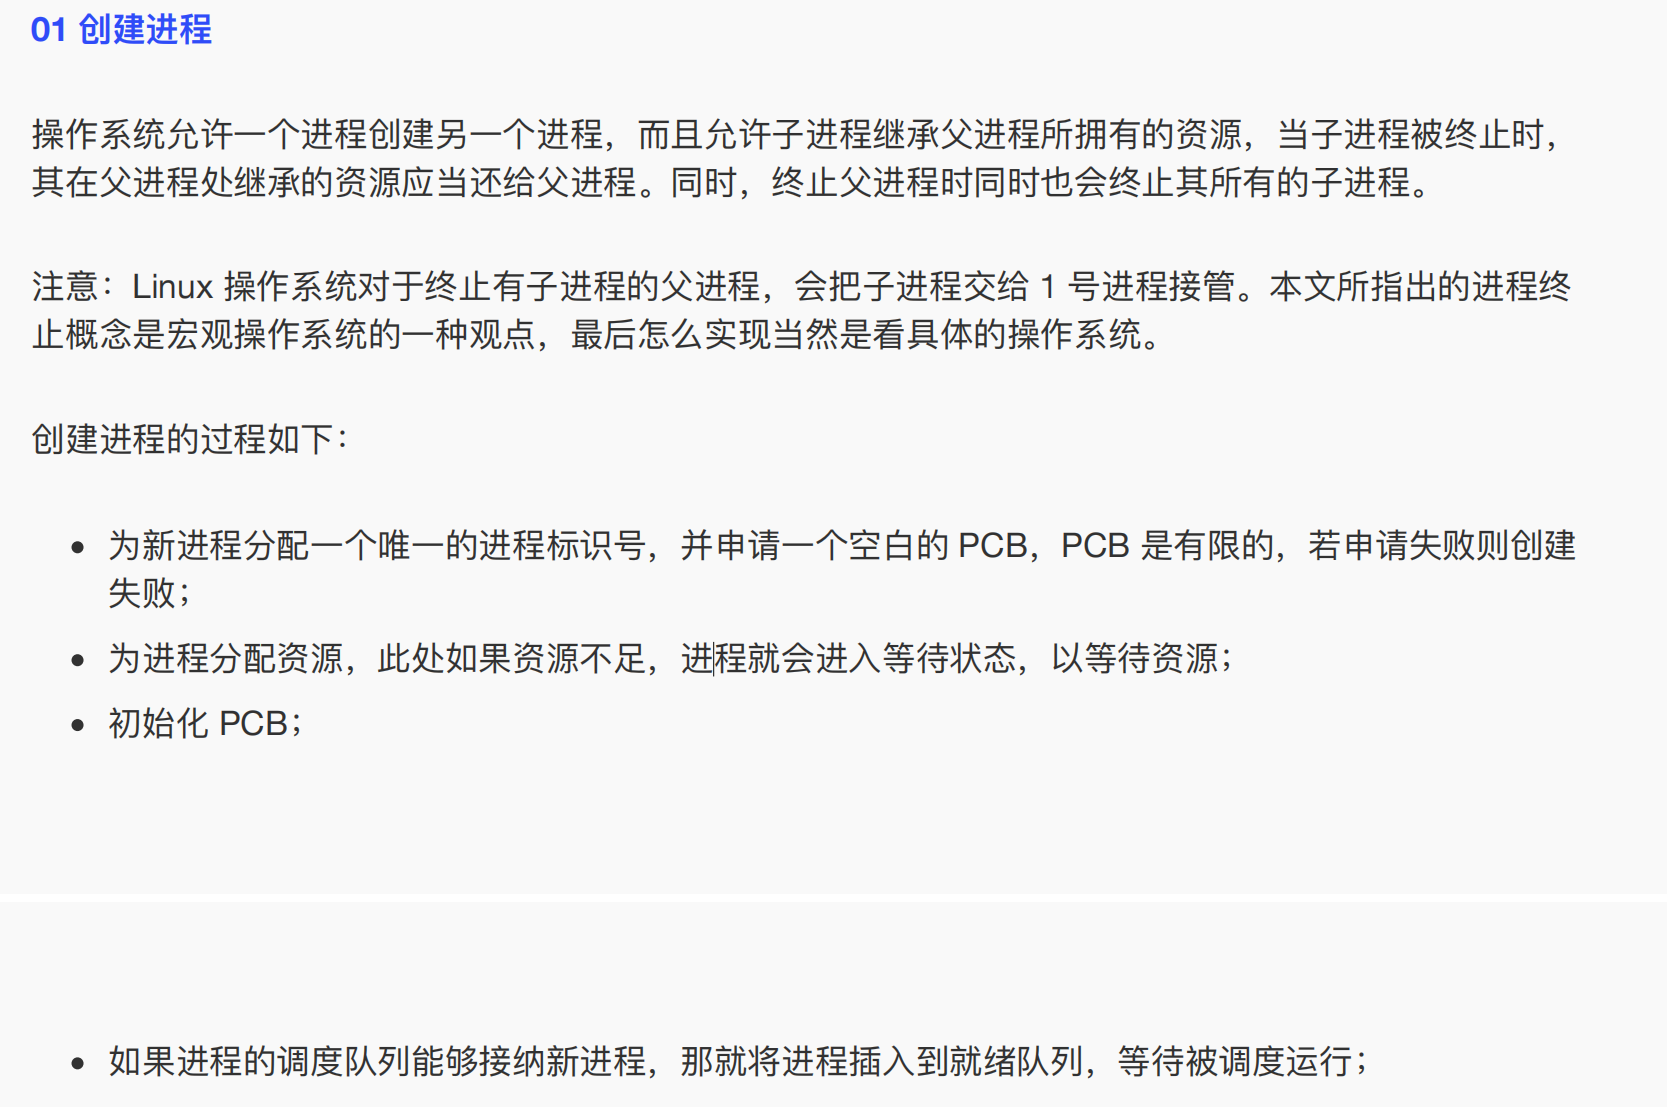 01 创建进程
操作系统允许一个进程创建另一个进程，而且允许子进程继承父进程所拥有的资源，当子进程被终止时，
其在父进程处继承的资源应当还给父进程。同时，终止父进程时同时也会终止其所有的子进程。
注意：Linux 操作系统对于终止有子进程的父进程，会把子进程交给 1 号进程接管。本文所指出的进程终
止概念是宏观操作系统的一种观点，最后怎么实现当然是看具体的操作系统。
创建进程的过程如下：
• 为新进程分配一个唯一的进程标识号，并申请一个空白的 PCB，PCB 是有限的，若申请失败则创建
失败；
• 为进程分配资源，此处如果资源不足，进程就会进入等待状态，以等待资源；
• 初始化 PCB；
• 如果进程的调度队列能够接纳新进程，那就将进程插入到就绪队列，等待被调度运行；